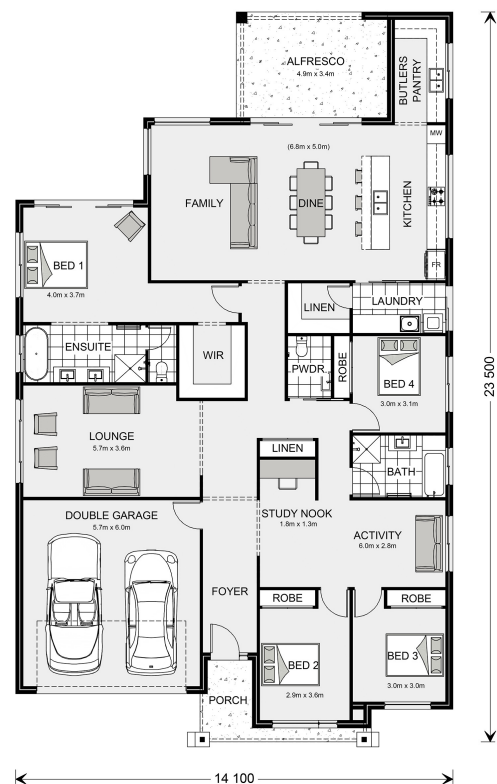 ALFRESCO
4.9m x 3.4m
BUTLERS
PANTRY
MW
(6.8m x 5.0m)
FAMILY
DINE
KITCHEN
FR
BED 1
4.0m x 3.7m
LINEN
LAUNDRY
ENSUITE
WIR
PWDR
ROBE
BED 4
3.0m x 3.1m
23 500
LOUNGE
5.7m x 3.6m
LINEN
BATH
DOUBLE GARAGE
5.7m x 6.0m
STUDY NOOK
1.8m x 1.3m
ACTIVITY
6.0m x 2.8m
FOYER
ROBE
ROBE
BED 2
2.9m x 3.6m
BED 3
3.0m x 3.0m
PORCH
14 100